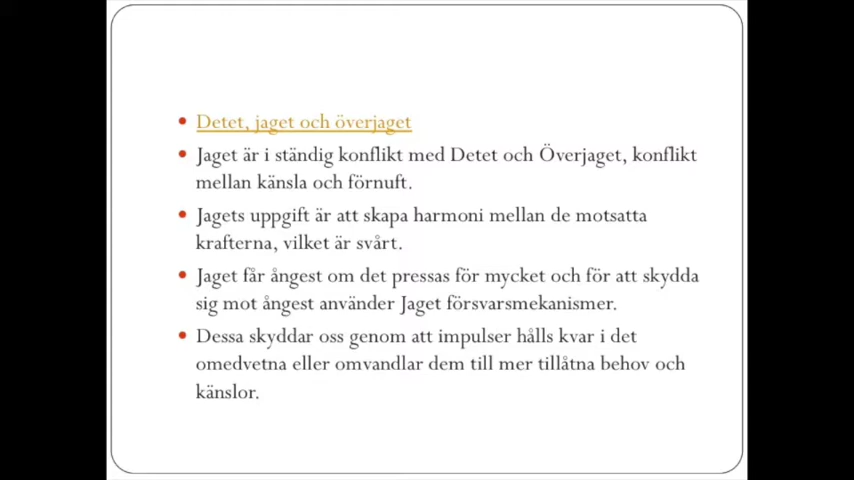 Detet, jaget och överjaget
Jaget är i ständig konflikt med Detet och Överjaget, konflikt
mellan känsla och förnuft.
Jagets uppgift är att skapa harmoni mellan de motsatta
krafterna, vilket är svårt.
Jaget får ångest om det pressas för mycket och för att skydda
sig mot ångest använder Jaget försvarsmekanismer.
Dessa skyddar oss genom att impulser hålls kvar i det
omedvetna eller omvandlar dem till mer tillåtna behov och
känslor.